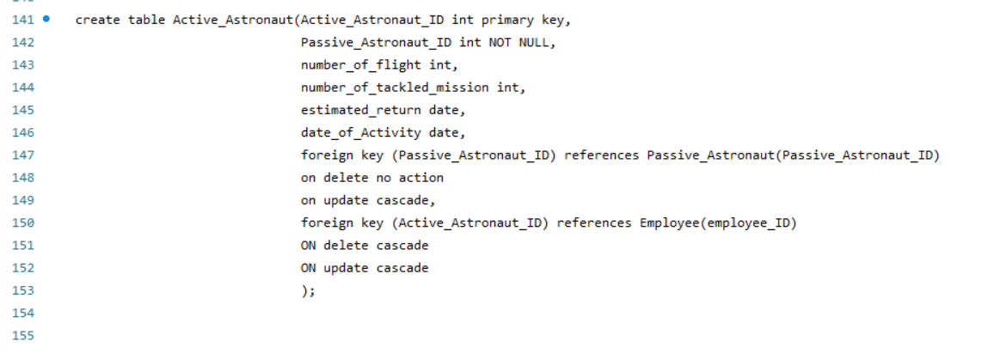 141 create table Active_Astronaut(Active_Astronaut_ID int primary key,
142 Passive_Astronaut_ID int NOT NULL,
143 number_of_flight int,
144 number_of_tackled_mission int,
145 estimated_return date,
146 date_of_Activity date,
147 foreign key (Passive_Astronaut_ID) references Passive_Astronaut(Passive_Astronaut_ID)
148 on delete no action
149 on update cascade,
150 foreign key (Active_Astronaut_ID) references Employee(employee_ID)
151 ON delete cascade
152 ON update cascade
153 );
154
155